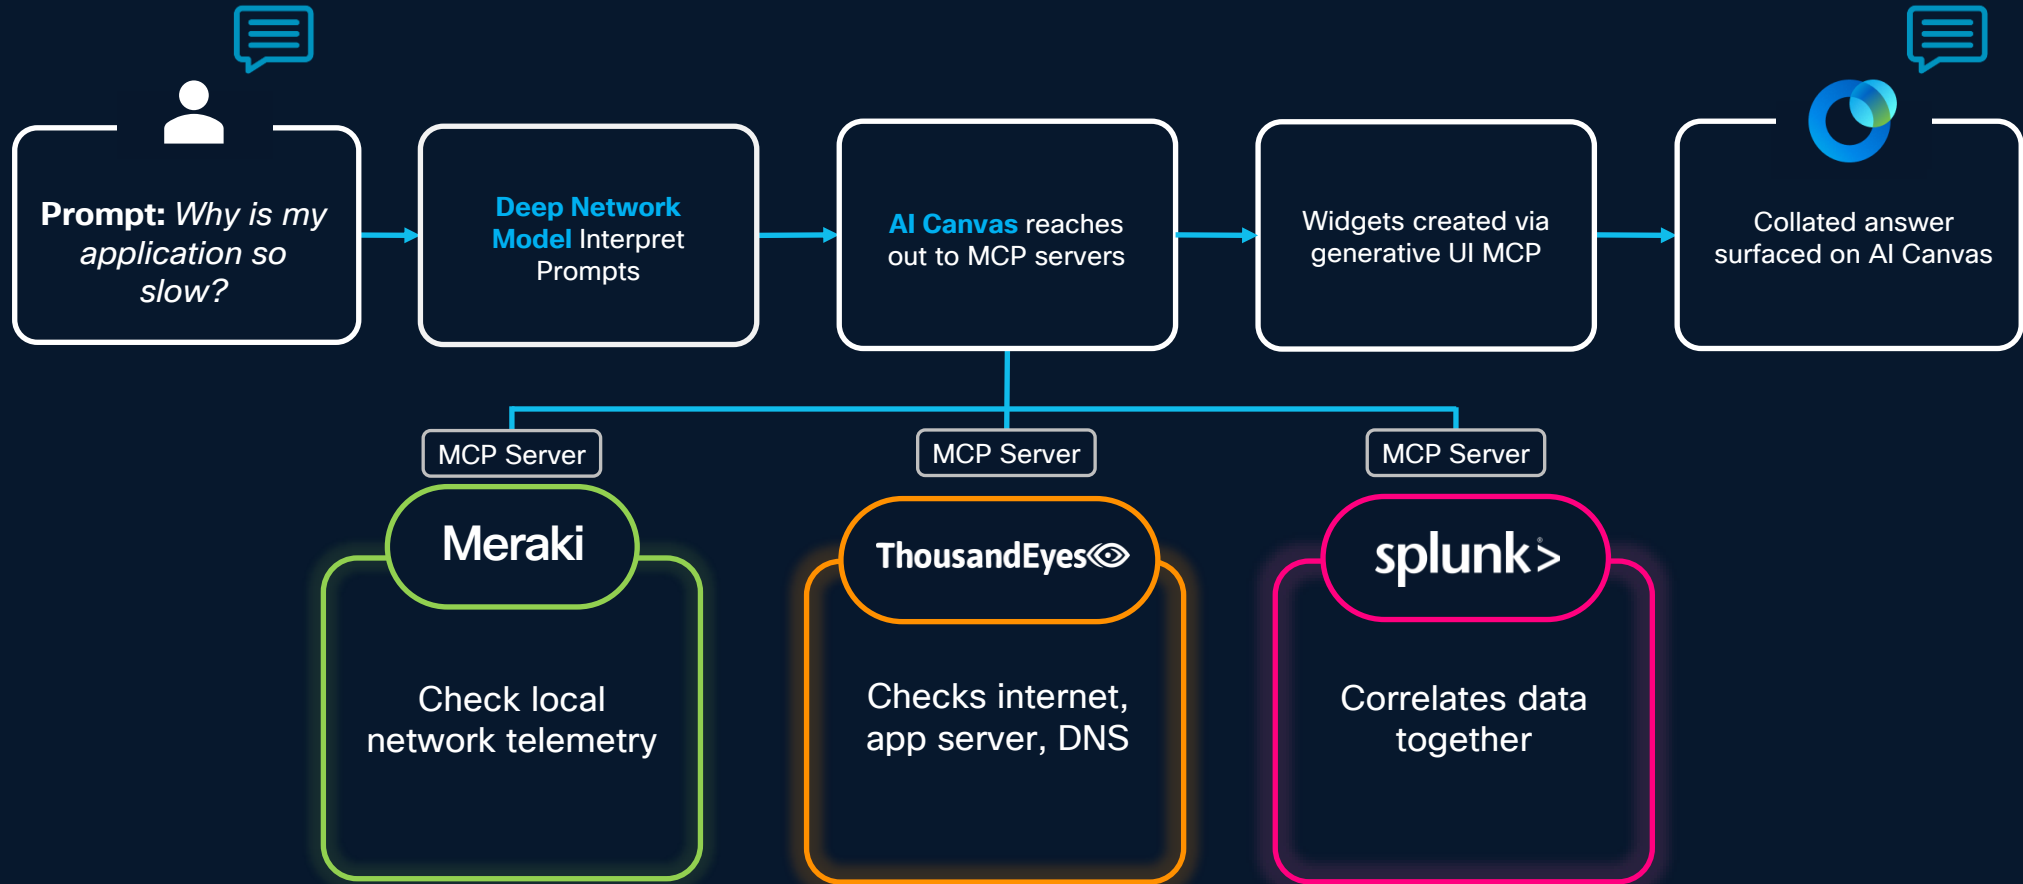 Prompt: Why is my
application so
slow?
Deep Network
Model Interpret
Prompts
AI Canvas reaches
out to MCP servers
Widgets created via
generative UI MCP
Collated answer
surfaced on AI Canvas
MCP Server
Meraki
Check local
network telemetry
MCP Server
ThousandEyes
Checks internet,
app server, DNS
MCP Server
splunk>
Correlates data
together